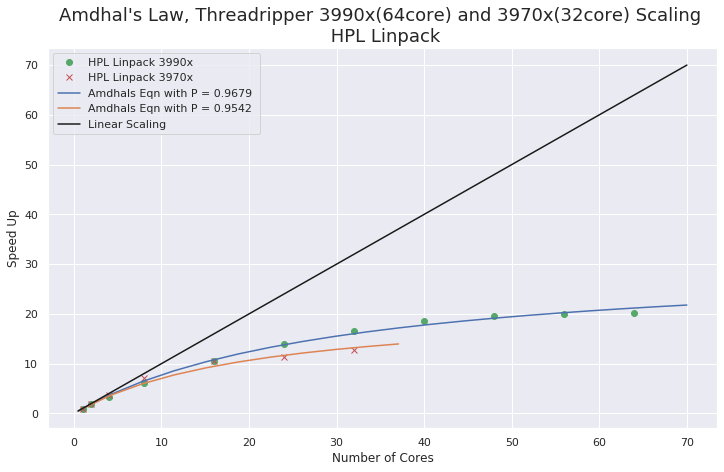 Amdhal's Law, Threadripper 3990x(64core) and 3970x(32core) Scaling
HPL Linpack
HPL Linpack 3990x
HPL Linpack 3970x
Amdhals Eqn with P = 0.9679
Amdhals Eqn with P = 0.9542
Linear Scaling
70
60
50
40
30
20
10
0
Speed Up
0 10 20 30 40 50 60 70
Number of Cores